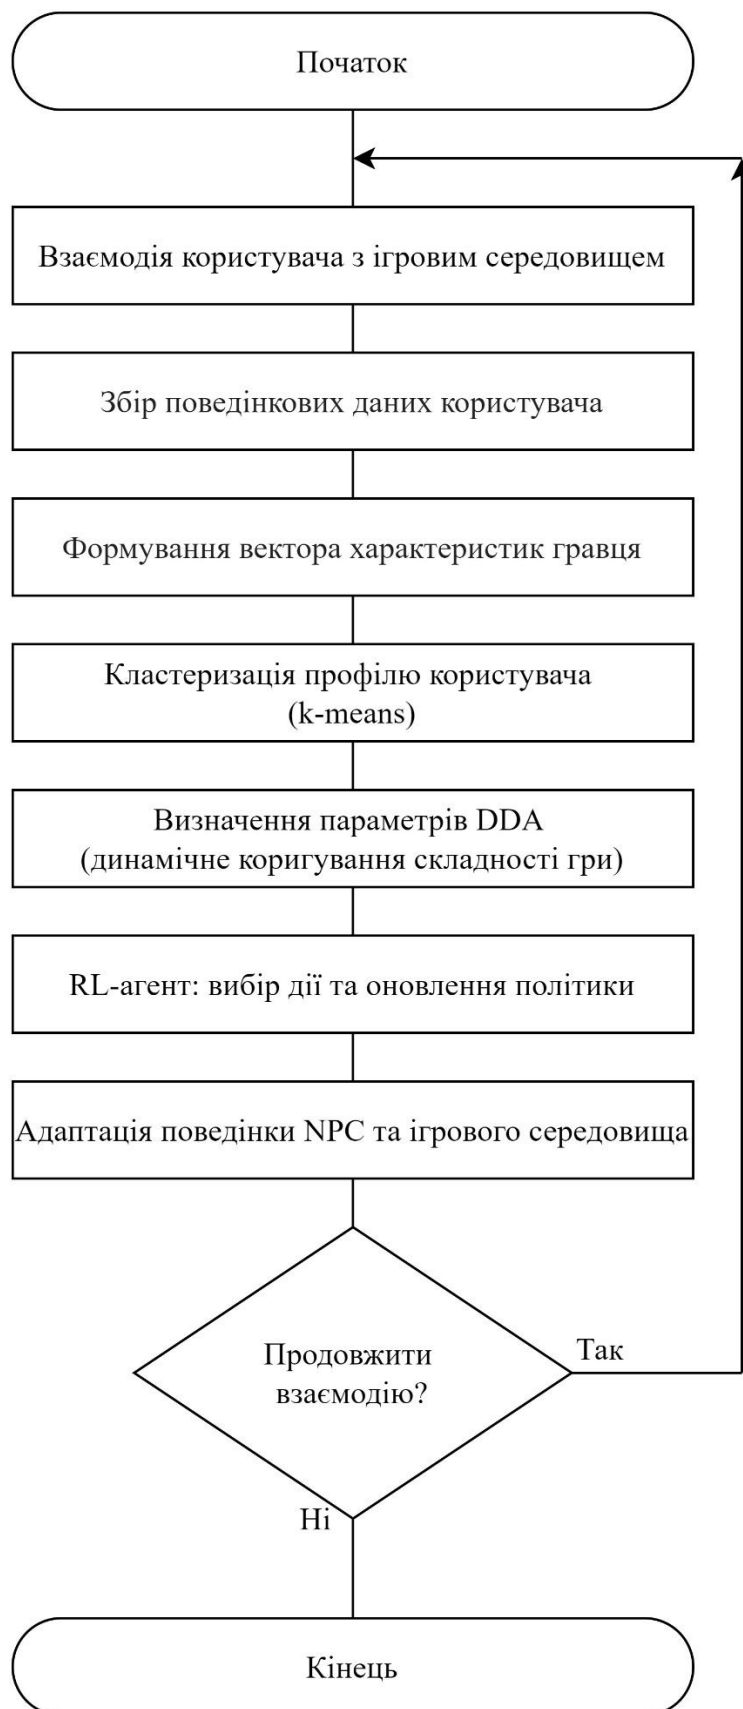 Початок
Взаємодія користувача з ігровим середовищем
Збір поведінкових даних користувача
Формування вектора характеристик гравця
Кластеризація профілю користувача
(k-means)
Визначення параметрів DDA
(динамічне коригування складності гри)
RL-агент: вибір дії та оновлення політики
Адаптація поведінки NPC та ігрового середовища
Продовжити
взаємодію?
Так
Ні
Кінець